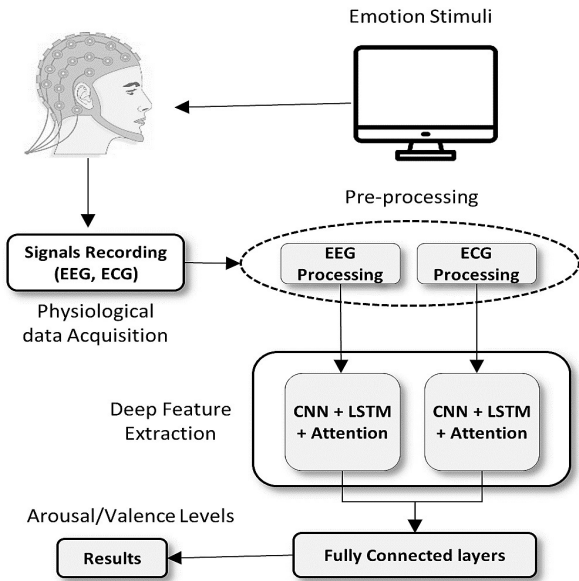 Emotion Stimuli
Pre-processing
Signals Recording
(EEG, ECG)
Physiological
data Acquisition
EEG
Processing
ECG
Processing
Deep Feature
Extraction
CNN + LSTM
+ Attention
CNN + LSTM
+ Attention
Arousal/Valence Levels
Results
Fully Connected layers